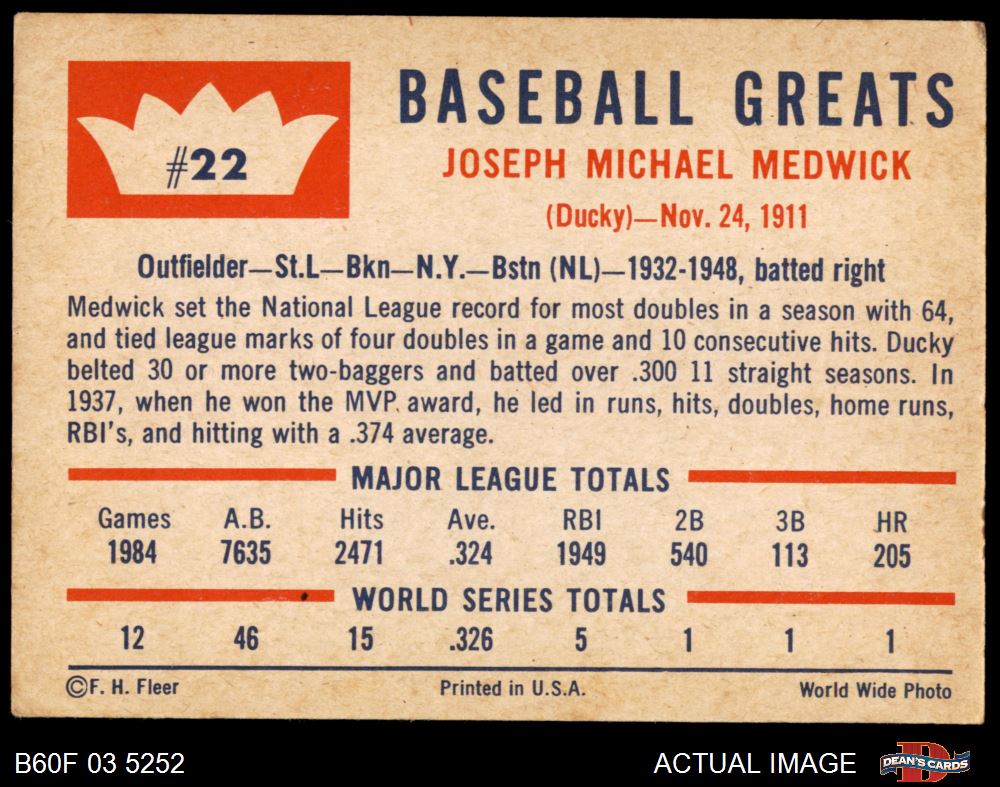 #22
BASEBALL GREATS
JOSEPH MICHAEL MEDWICK
(Ducky)—Nov. 24, 1911
Outfielder—St.L—Bkn—N.Y.—Bstn (NL)—1932-1948, batted right
Medwick set the National League record for most doubles in a season with 64,
and tied league marks of four doubles in a game and 10 consecutive hits. Ducky
belted 30 or more two-baggers and batted over .300 11 straight seasons. In
1937, when he won the MVP award, he led in runs, hits, doubles, home runs,
RBI's, and hitting with a .374 average.
MAJOR LEAGUE TOTALS
Games A.B. Hits Ave. RBI 2B 3B HR
1984 7635 2471 .324 1949 540 113 205
WORLD SERIES TOTALS
12 46 15 .326 5 1 1 1
©F. H. Fleer Printed in U.S.A. World Wide Photo
B60F 03 5252 ACTUAL IMAGE DEAN'S CARDS